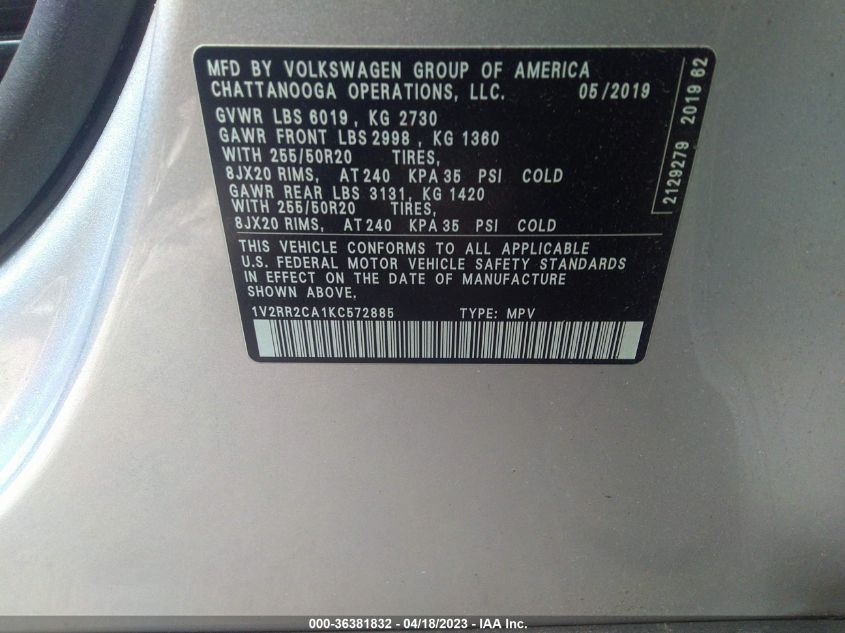 MFD BY VOLKSWAGEN GROUP OF AMERICA
CHATTANOOGA OPERATIONS, LLC. 05/2019
GVWR LBS 6019, KG 2730
GAWR FRONT LBS 2998, KG 1360
WITH 255/50R20 TIRES,
8JX20 RIMS, AT 240 KPA 35 PSI COLD
GAWR REAR LBS 3131, KG 1420
WITH 255/50R20 TIRES,
8JX20 RIMS, AT 240 KPA 35 PSI COLD
THIS VEHICLE CONFORMS TO ALL APPLICABLE
U.S. FEDERAL MOTOR VEHICLE SAFETY STANDARDS
IN EFFECT ON THE DATE OF MANUFACTURE
SHOWN ABOVE.
1V2RR2CA1KC572885 TYPE: MPV
2129279 2019 62
000-36381832 - 04/18/2023 - IAA Inc.